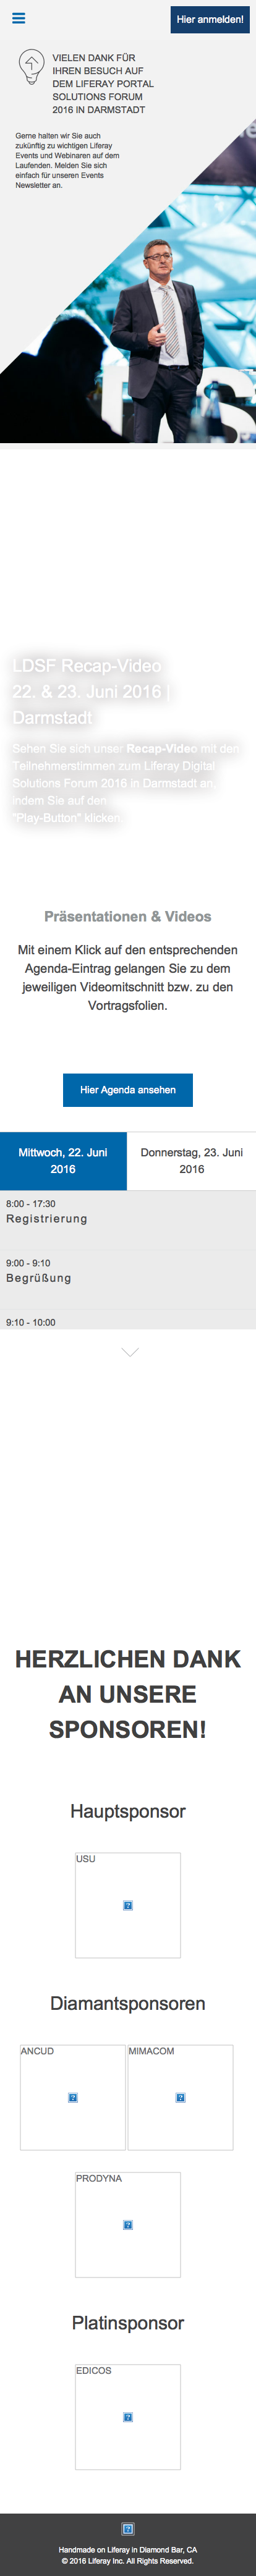 Hier anmelden!
VIELEN DANK FÜR
IHREN BESUCH AUF
DEM LIFERAY PORTAL
SOLUTIONS FORUM
2016 IN DARMSTADT
Gerne halten wir Sie auch
zukünftig zu wichtigen Liferay
Events und Webinaren auf dem
Laufenden. Melden Sie sich
einfach für unseren Events
Newsletter an.
LDSF Recap-Video
22. & 23. Juni 2016 |
Darmstadt
Sehen Sie sich unser Recap-Video mit den
Teilnehmerstimmen zum Liferay Digital
Solutions Forum 2016 in Darmstadt an,
indem Sie auf den
"Play-Button" klicken.
Präsentationen & Videos
Mit einem Klick auf den entsprechenden
Agenda-Eintrag gelangen Sie zu dem
jeweiligen Videomitschnitt bzw. zu den
Vortragsfolien.
Hier Agenda ansehen
Mittwoch, 22. Juni
2016
Donnerstag, 23. Juni
2016
8:00 - 17:30
Registrierung
9:00 - 9:10
Begrüßung
9:10 - 10:00
HERZLICHEN DANK
AN UNSERE
SPONSOREN!
Hauptsponsor
USU
Diamantsponsoren
ANCUD
MIMACOM
PRODYNA
Platinsponsor
EDICOS
Handmade on Liferay in Diamond Bar, CA
© 2016 Liferay Inc. All Rights Reserved.